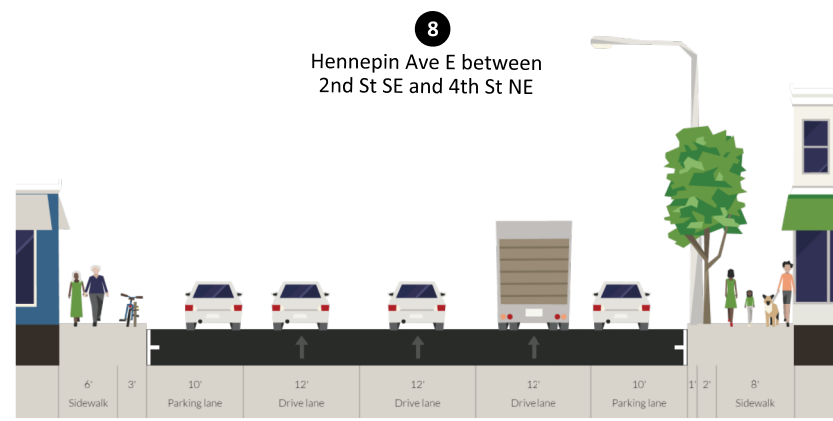 8
Hennepin Ave E between
2nd St SE and 4th St NE
6' 3' 10' 12' 12' 12' 10' 1' 2' 8'
Sidewalk Parking lane Drive lane Drive lane Drive lane Parking lane Sidewalk